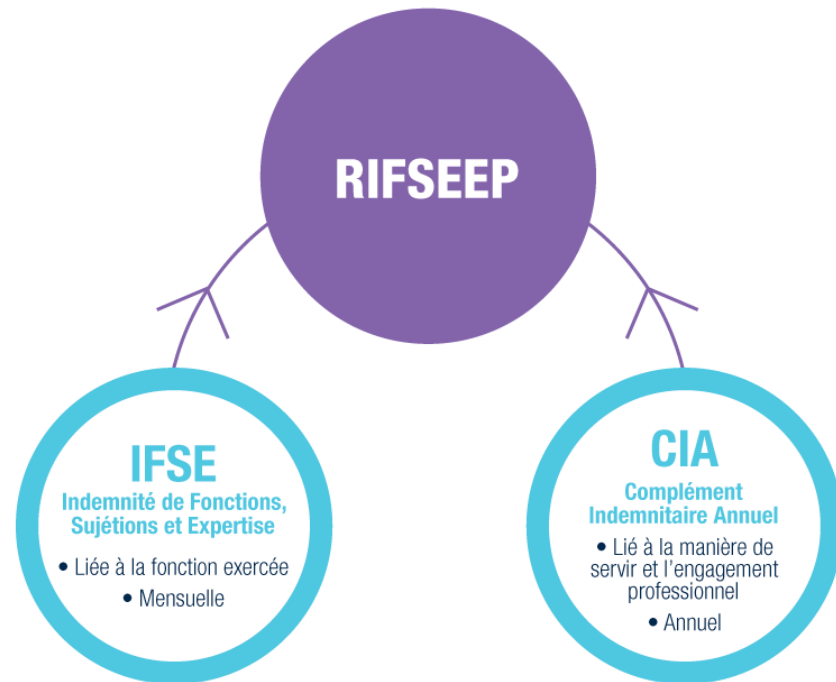 RIFSEEP
IFSE
Indemnité de Fonctions,
Sujétions et Expertise
• Liée à la fonction exercée
• Mensuelle
CIA
Complément
Indemnitaire Annuel
• Lié à la manière de
servir et l'engagement
professionnel
• Annuel